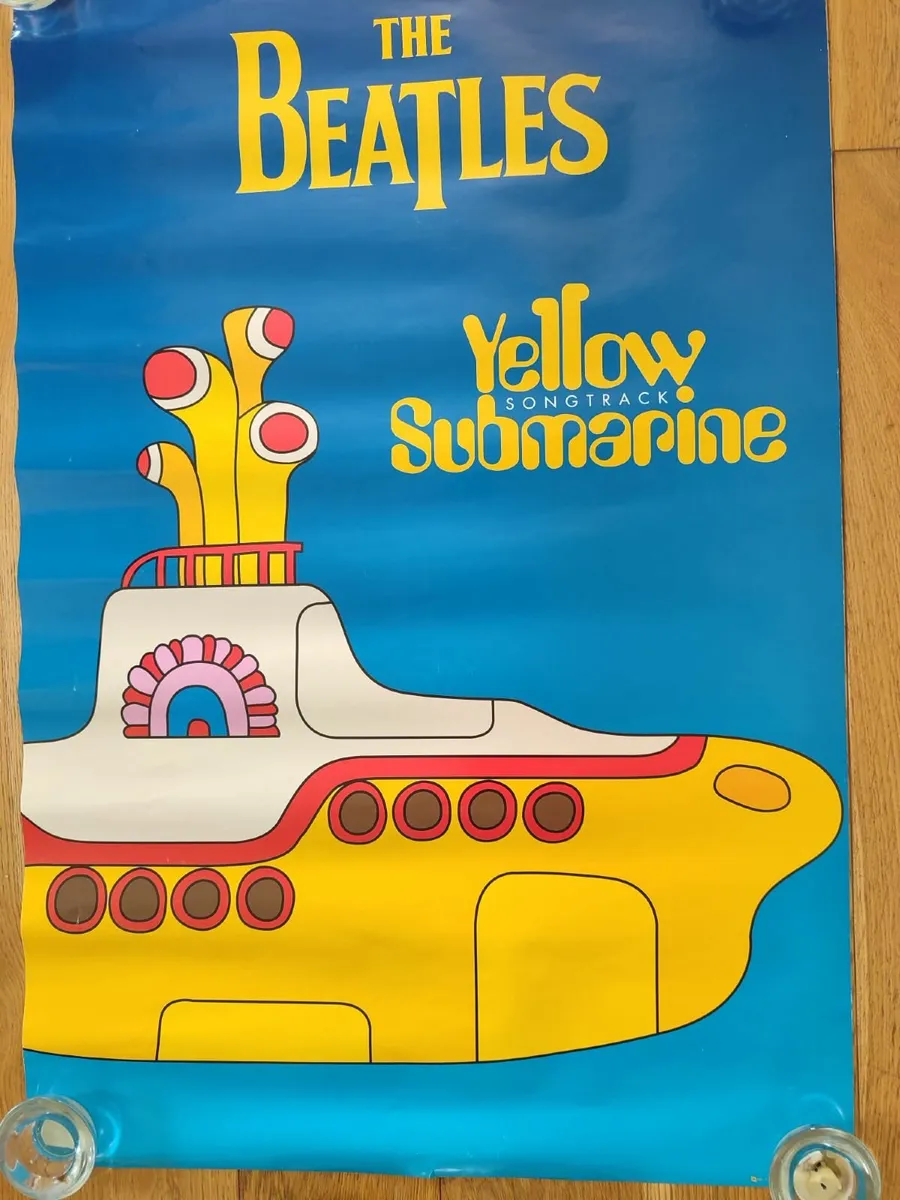 THE
BEATLES
Yellow
SONGTRACK
Submarine